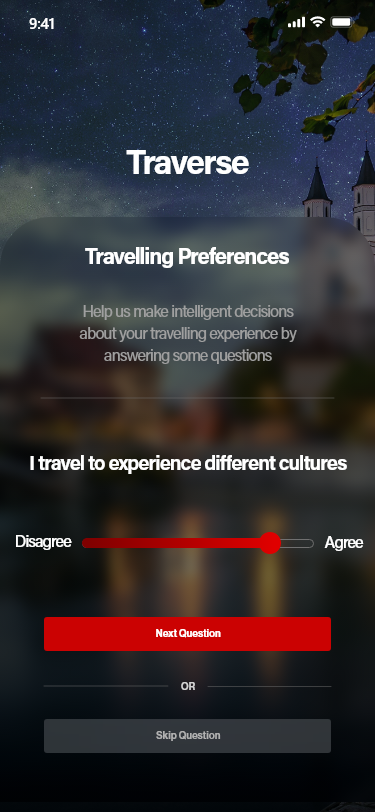 9:41
Traverse
Travelling Preferences
Help us make intelligent decisions
about your travelling experience by
answering some questions
I travel to experience different cultures
Disagree
Agree
Next Question
OR
Skip Question